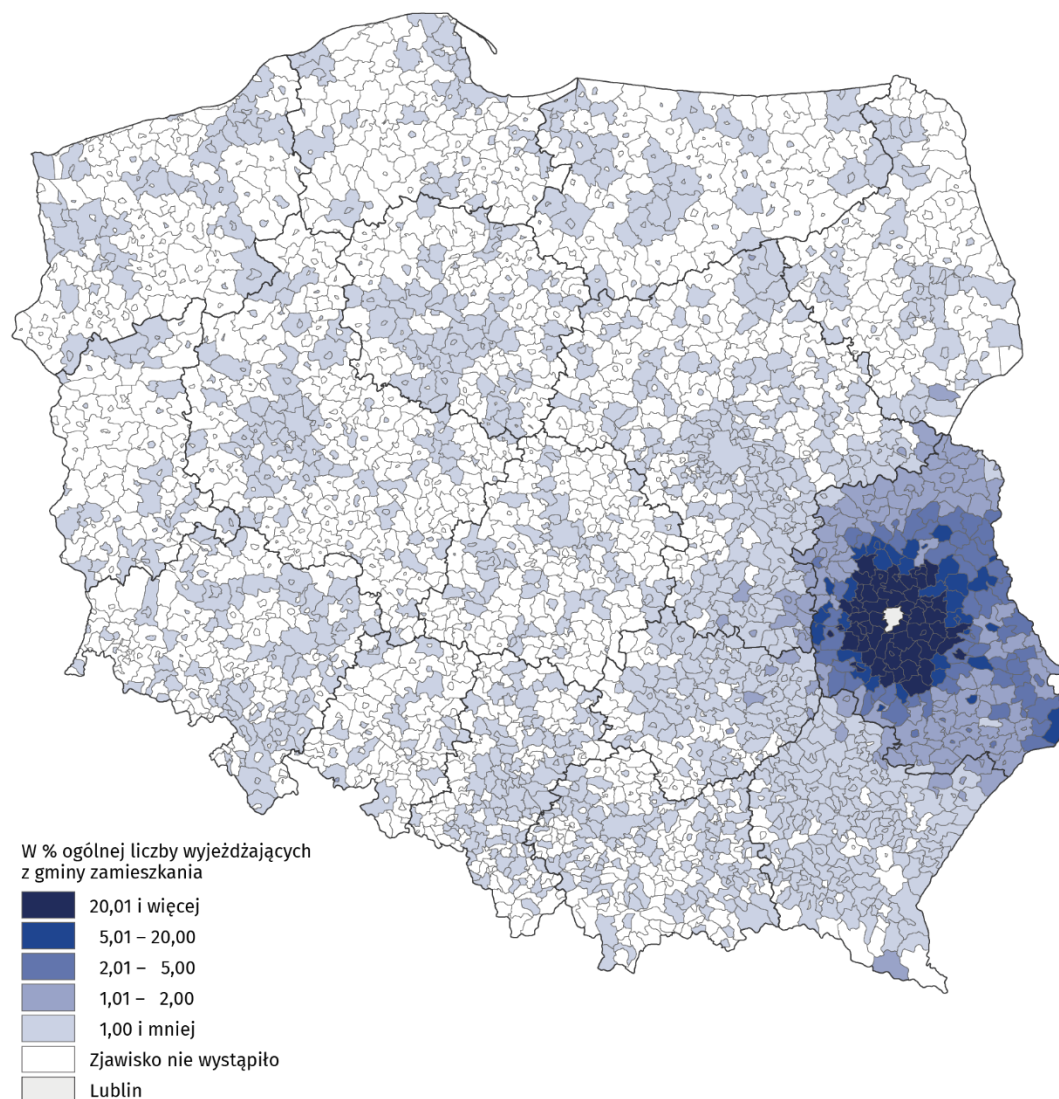 W % ogólnej liczby wyjeżdżających
z gminy zamieszkania
20,01 i więcej
5,01 – 20,00
2,01 – 5,00
1,01 – 2,00
1,00 i mniej
Zjawisko nie wystąpiło
Lublin